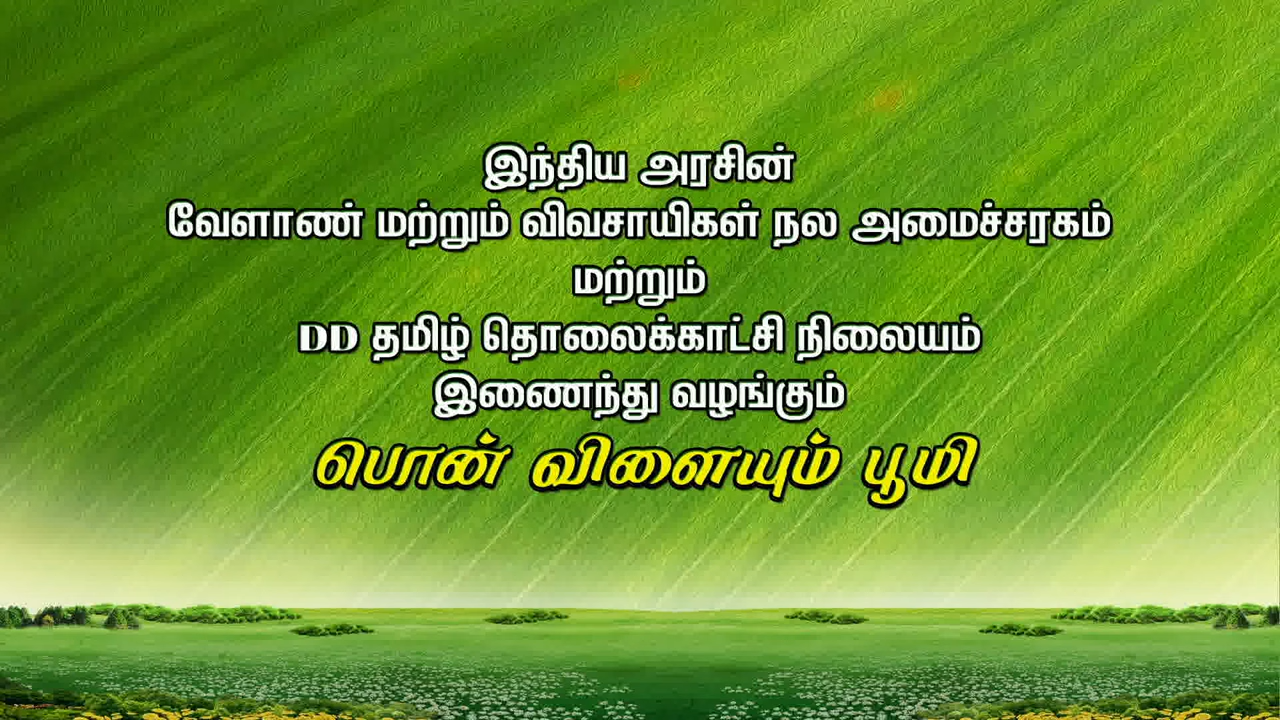 இந்திய அரசின்
வேளாண் மற்றும் விவசாயிகள் நல அமைச்சரகம்
மற்றும்
DD தமிழ் தொலைக்காட்சி நிலையம்
இணைந்து வழங்கும்
பொன் விளையும் பூமி